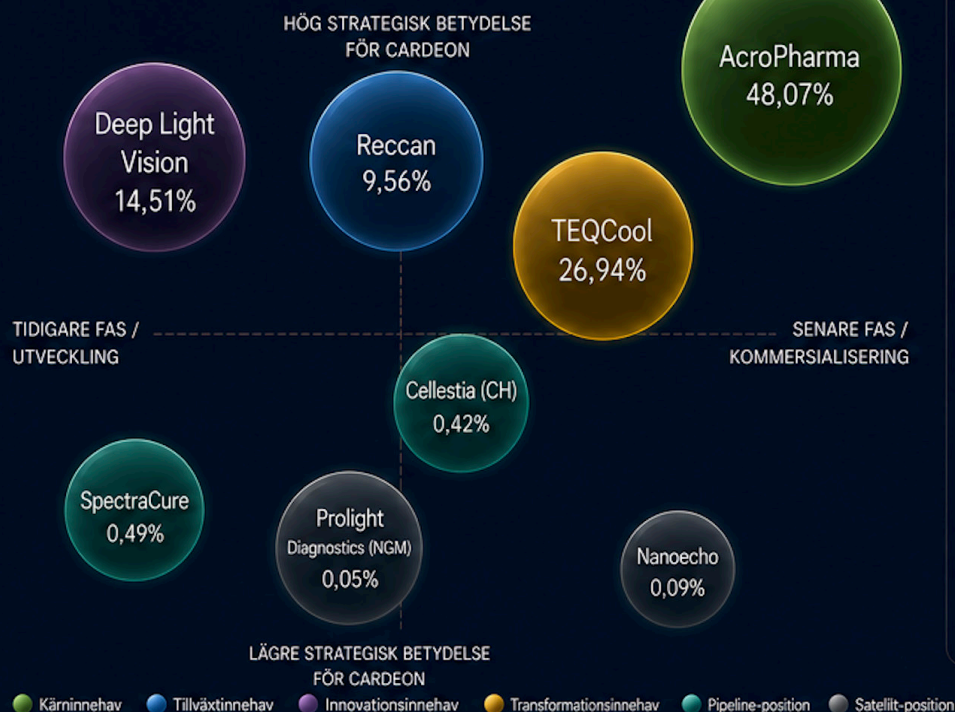 HÖG STRATEGISK BETYDELSE
FÖR CARDEON
AcroPharma
48,07%
Deep Light
Vision
14,51%
Reccan
9,56%
TEQCool
26,94%
TIDIGARE FAS /
UTVECKLING
SENARE FAS /
KOMMERSIALISERING
Cellestia (CH)
0,42%
SpectraCure
0,49%
Prolight
Diagnostics (NGM)
0,05%
Nanoecho
0,09%
LÄGRE STRATEGISK BETYDELSE
FÖR CARDEON
Kärninnehav Tillväxtinnehav Innovationsinnehav Transformationsinnehav Pipeline-position Satellit-position